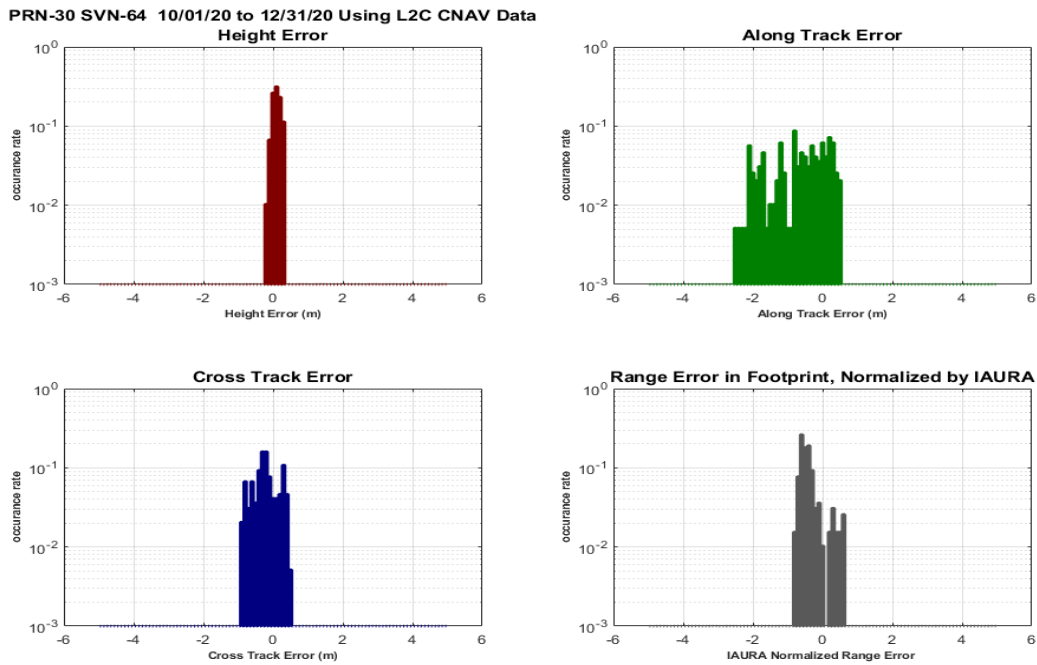 PRN-30 SVN-64  10/01/20 to 12/31/20 Using L2C CNAV Data
Height Error
10^0
10^-1
10^-2
10^-3
occurance rate
-6 -4 -2 0 2 4 6
Height Error (m)
Along Track Error
10^0
10^-1
10^-2
10^-3
occurance rate
-6 -4 -2 0 2 4 6
Along Track Error (m)
Cross Track Error
10^0
10^-1
10^-2
10^-3
occurance rate
-6 -4 -2 0 2 4 6
Cross Track Error (m)
Range Error in Footprint, Normalized by IAURA
10^0
10^-1
10^-2
10^-3
occurance rate
-6 -4 -2 0 2 4 6
IAURA Normalized Range Error